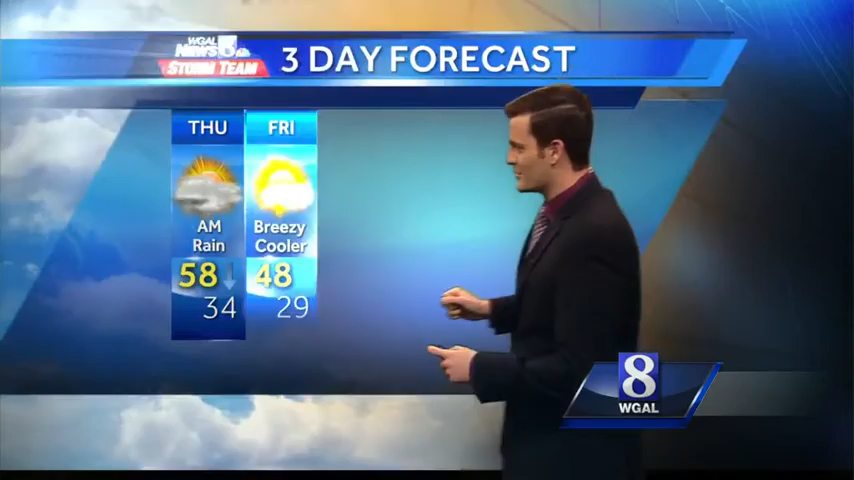 WGAL
NEWS 8
STORM TEAM
3 DAY FORECAST
THU
AM
Rain
58
34
FRI
Breezy
Cooler
48
29
8
WGAL